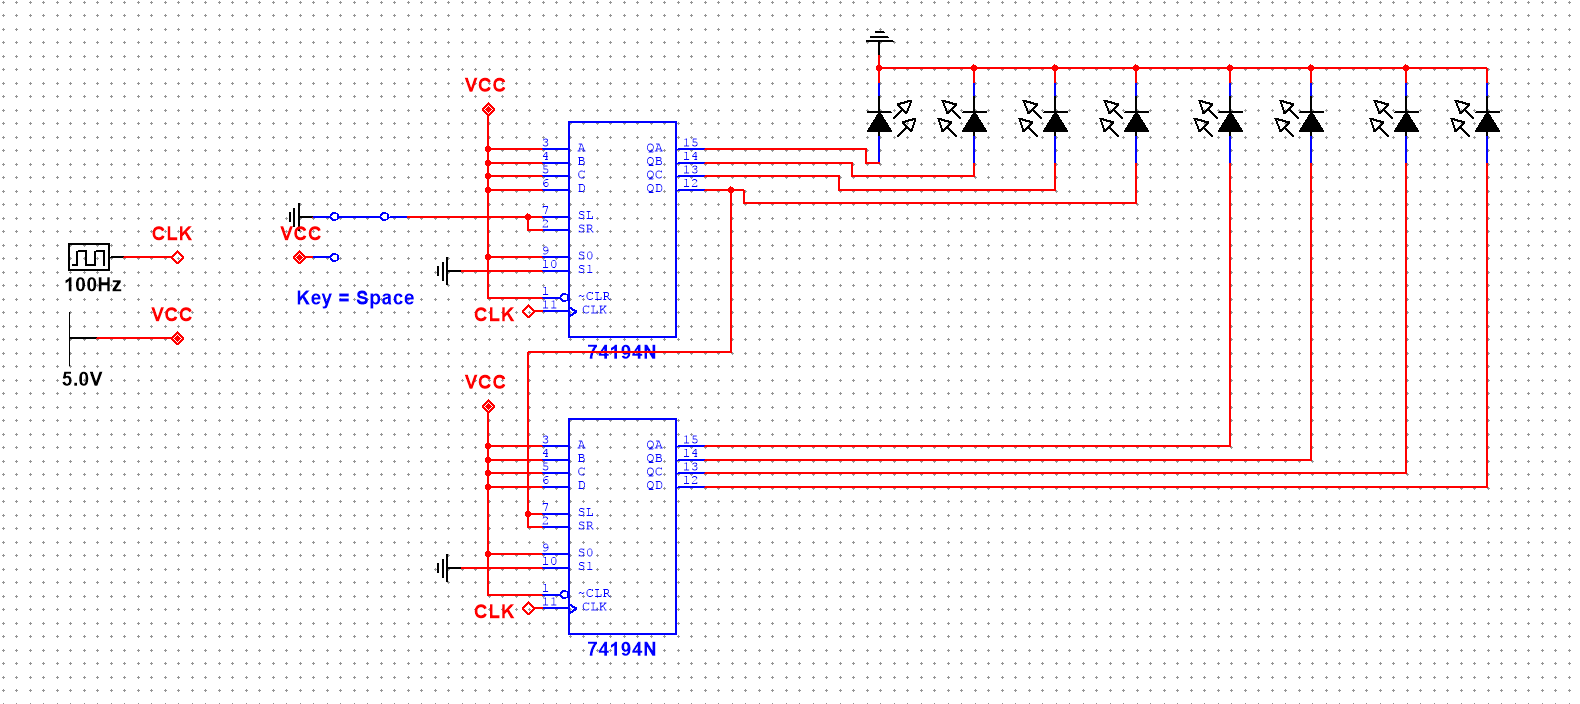 VCC
3 A QA 15
4 B QB 14
5 C QC 13
6 D QD 12
7 SL
2 SR
9 S0
10 S1
1 ~CLR
CLK 11 CLK
74194N
CLK
100Hz
VCC
5.0V
VCC
Key = Space
VCC
3 A QA 15
4 B QB 14
5 C QC 13
6 D QD 12
7 SL
2 SR
9 S0
10 S1
1 ~CLR
CLK 11 CLK
74194N